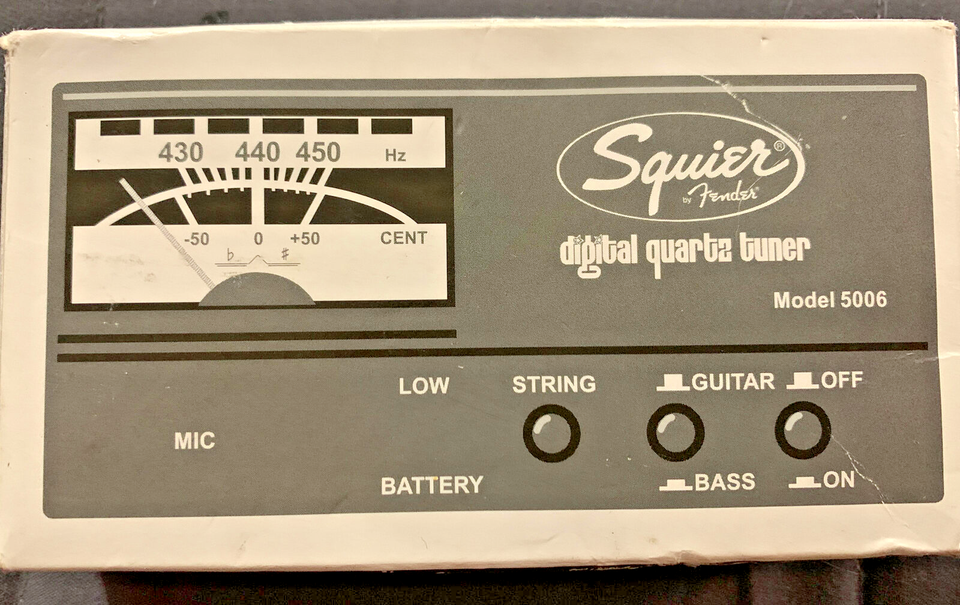 430 440 450 Hz
-50 0 +50 CENT
♭ ♯
Squier®
by Fender®
digital quartz tuner
Model 5006
LOW STRING GUITAR OFF
MIC
BATTERY BASS ON